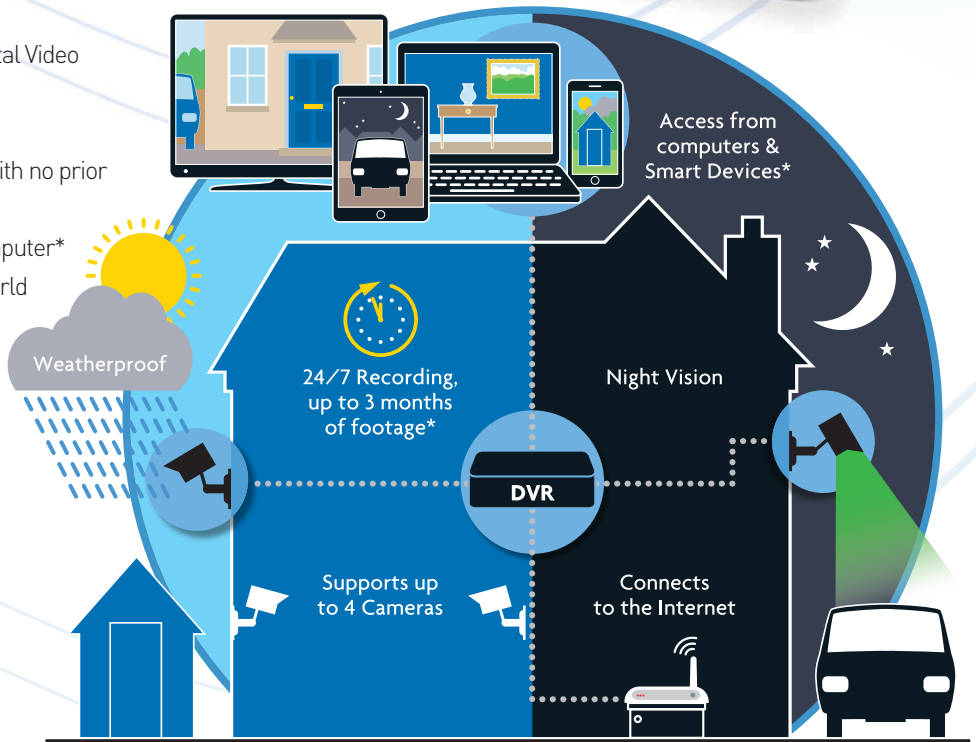 tal Video
ith no prior
mputer*
rld
Access from
computers &
Smart Devices*
Weatherproof
24/7 Recording,
up to 3 months
of footage*
Night Vision
DVR
Supports up
to 4 Cameras
Connects
to the Internet